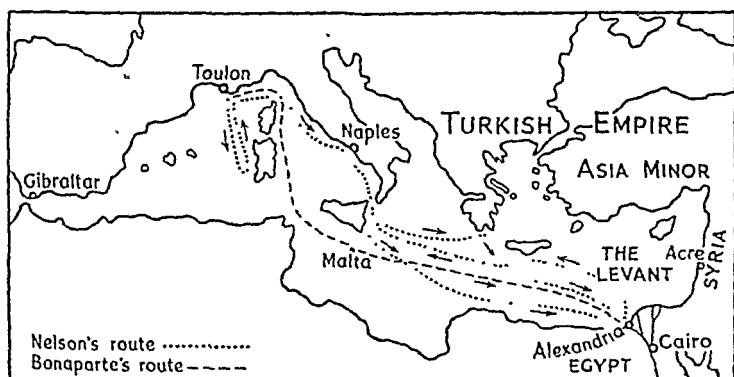 Toulon
Naples
TURKISH EMPIRE
Gibraltar
ASIA MINOR
Malta
THE
LEVANT
Acre
SYRIA
Alexandria
EGYPT
Cairo
Nelson's route ............
Bonaparte's route -----